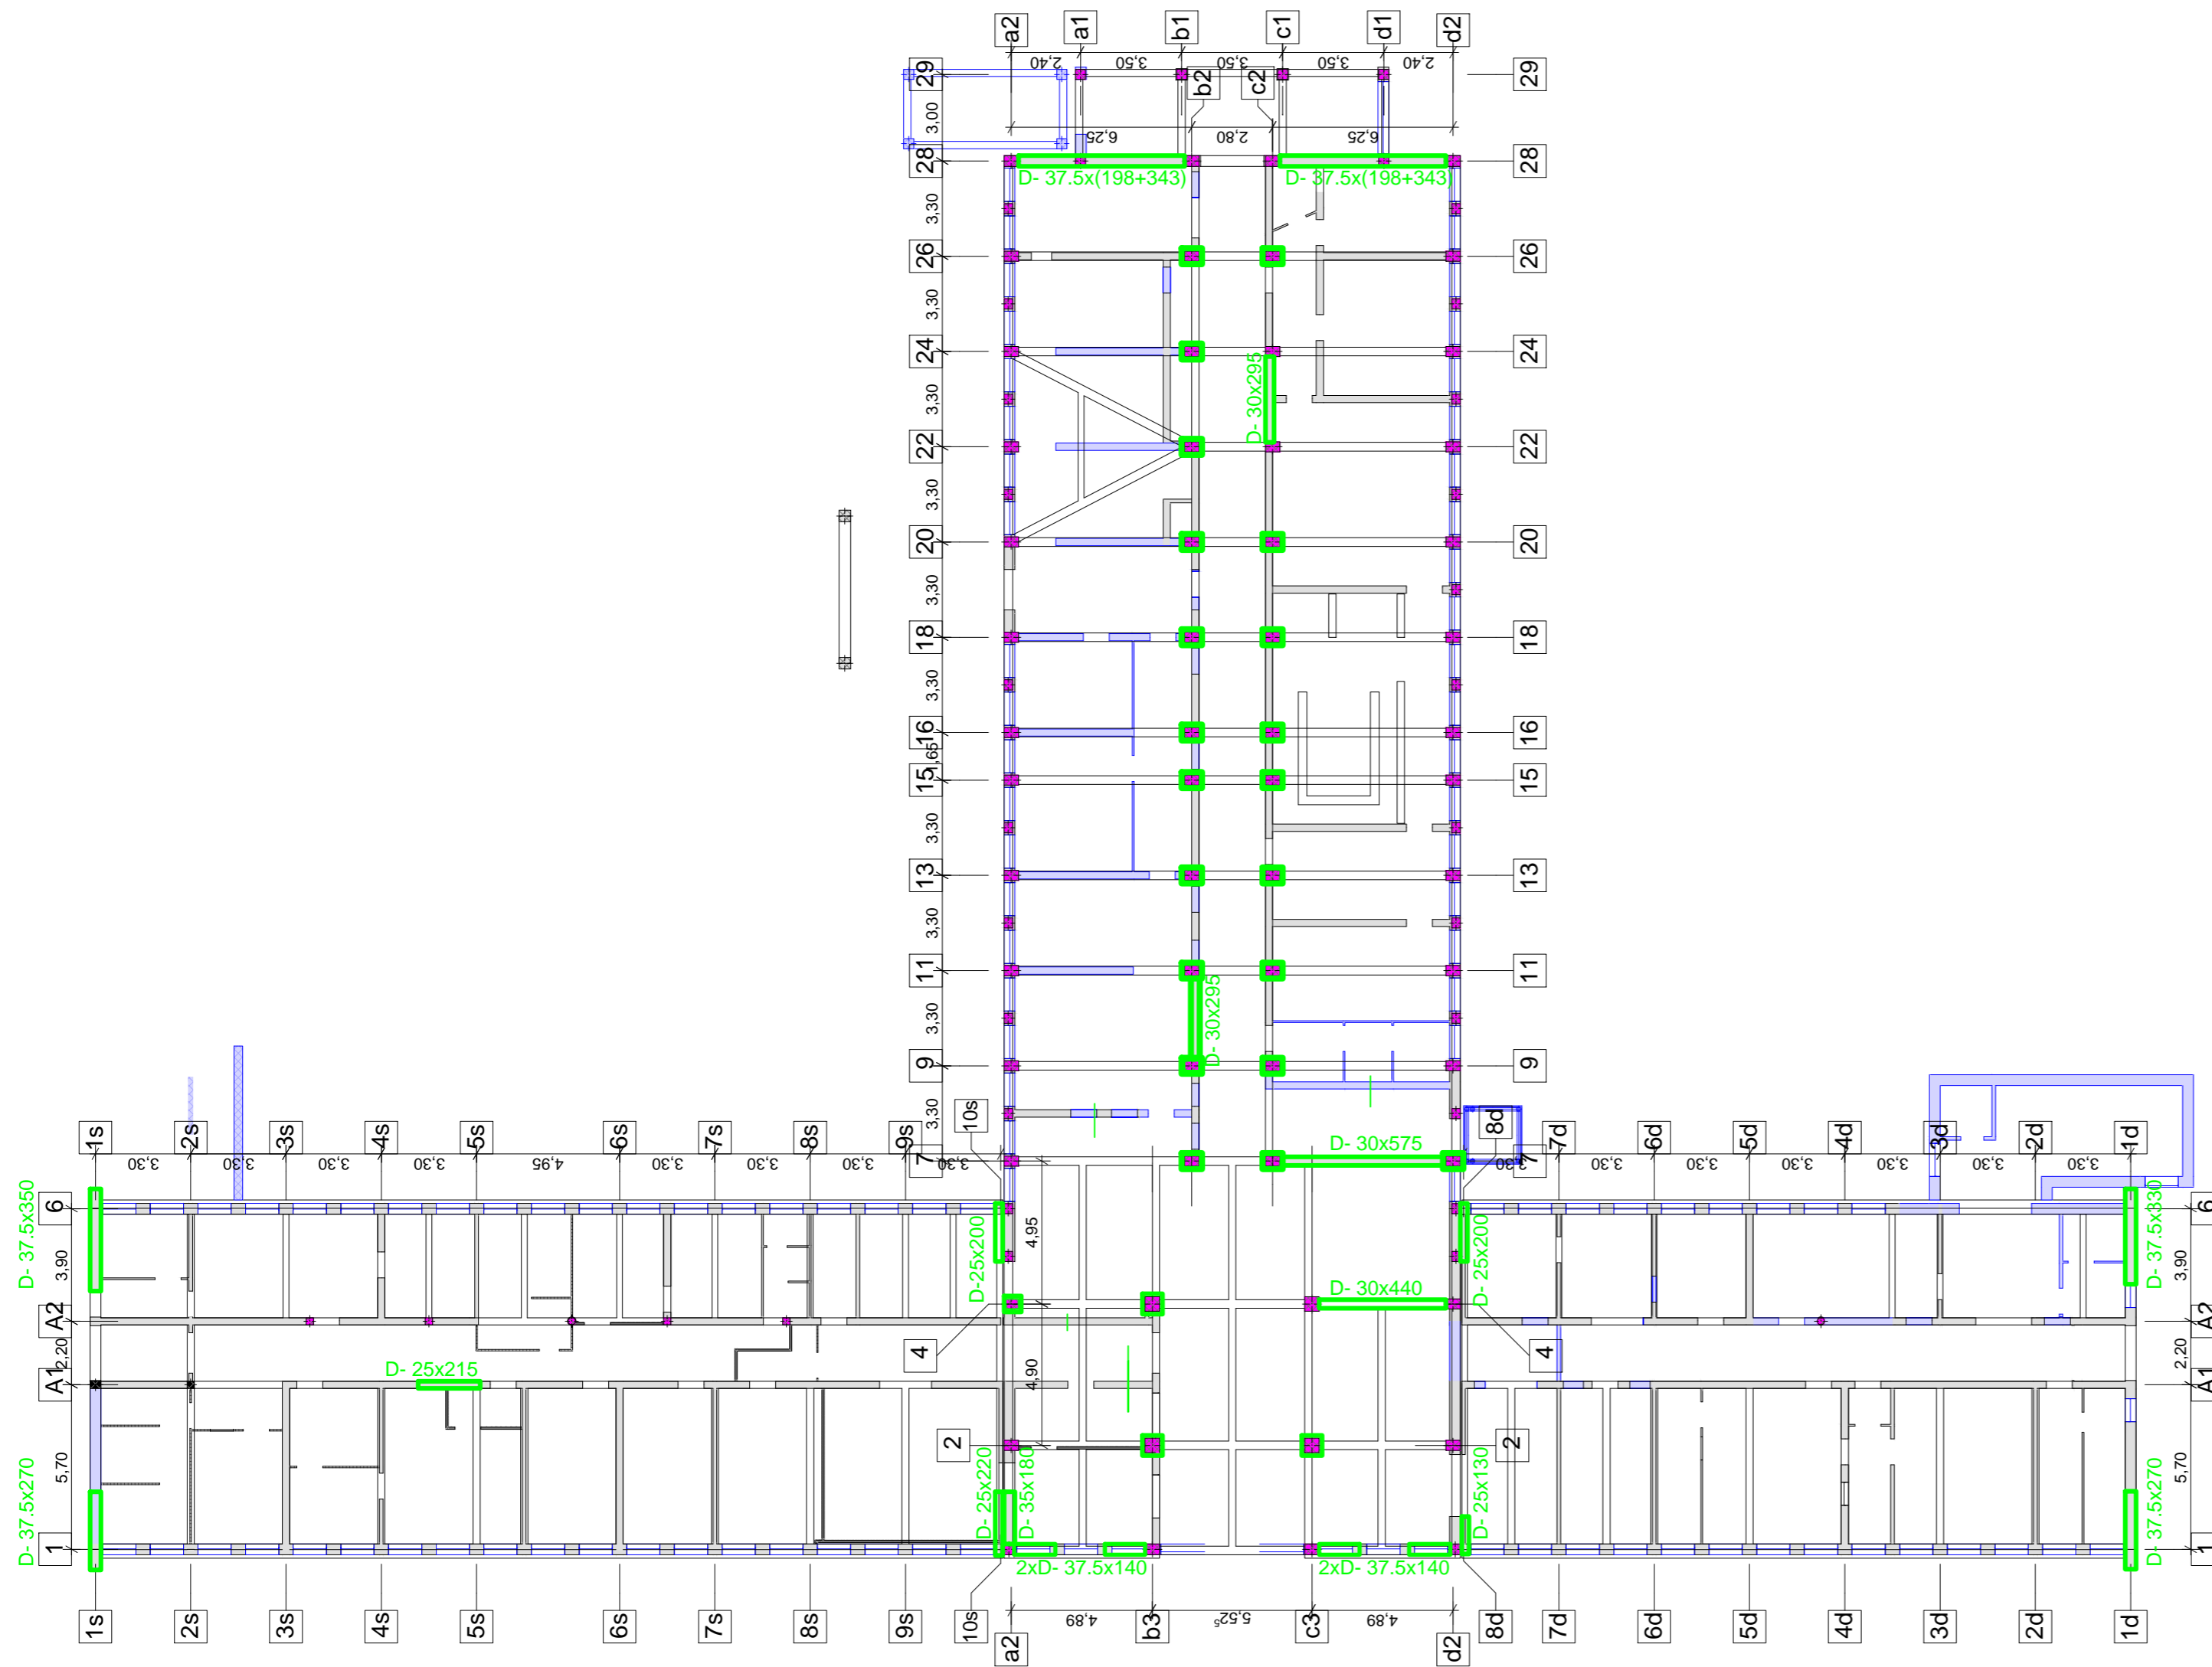 a2
a1
b1
c1
d1
d2
2,40
3,50
3,50
3,50
2,40
29
29
b2
c2
3,00
6,25
2,80
6,25
28
28
D- 37.5x(198+343)
D- 37.5x(198+343)
3,30
26
26
3,30
24
24
D- 30x295
3,30
22
22
3,30
20
20
3,30
18
18
3,30
16
16
1,65
15
15
3,30
13
13
3,30
11
11
D- 30x295
3,30
9
9
3,30
10s
8d
1s
2s
3s
4s
5s
6s
7s
8s
9s
7
7
7d
6d
5d
4d
3d
2d
1d
3,30
3,30
3,30
3,30
4,95
3,30
3,30
3,30
3,30
3,30
3,30
3,30
3,30
3,30
3,30
3,30
D- 30x575
D- 37.5x350
6
3,90
D-25x200
4,95
D- 25x200
D- 37.5x330
6
3,90
D- 30x440
A2
2,20
A1
4
4
A2
2,20
A1
D- 25x215
4,90
2
2
5,70
5,70
D- 37.5x270
D- 25x220
D- 35x180
D- 25x130
D- 37.5x270
1
1
2xD- 37.5x140
2xD- 37.5x140
1s
2s
3s
4s
5s
6s
7s
8s
9s
10s
4,89
b3
5,52⁵
c3
4,89
8d
7d
6d
5d
4d
3d
2d
1d
a2
d2